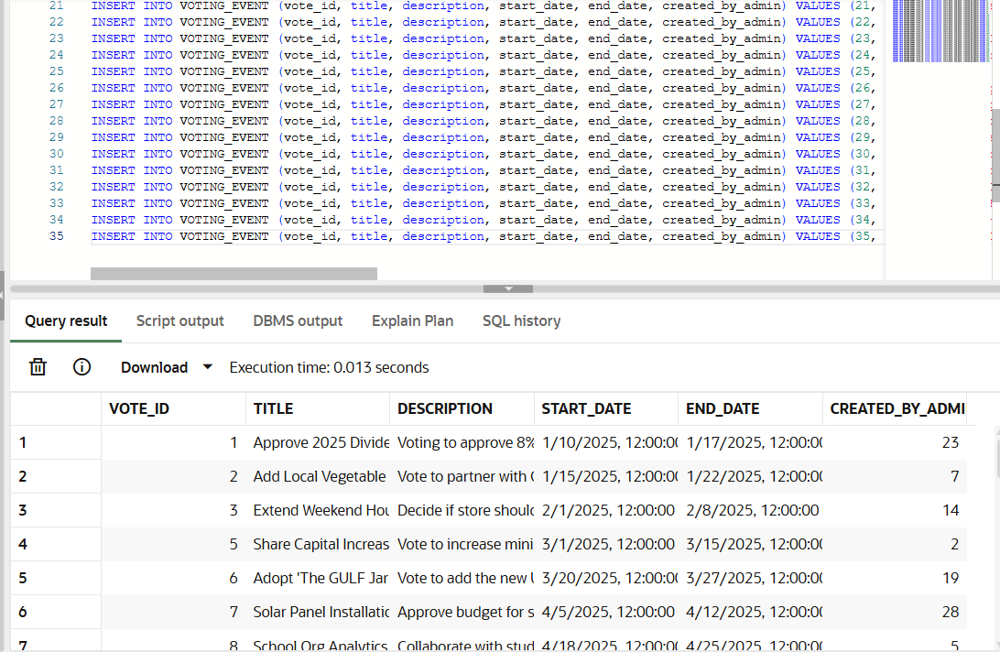 21 INSERT INTO VOTING_EVENT (vote_id, title, description, start_date, end_date, created_by_admin) VALUES (21,
22 INSERT INTO VOTING_EVENT (vote_id, title, description, start_date, end_date, created_by_admin) VALUES (22,
23 INSERT INTO VOTING_EVENT (vote_id, title, description, start_date, end_date, created_by_admin) VALUES (23,
24 INSERT INTO VOTING_EVENT (vote_id, title, description, start_date, end_date, created_by_admin) VALUES (24,
25 INSERT INTO VOTING_EVENT (vote_id, title, description, start_date, end_date, created_by_admin) VALUES (25,
26 INSERT INTO VOTING_EVENT (vote_id, title, description, start_date, end_date, created_by_admin) VALUES (26,
27 INSERT INTO VOTING_EVENT (vote_id, title, description, start_date, end_date, created_by_admin) VALUES (27,
28 INSERT INTO VOTING_EVENT (vote_id, title, description, start_date, end_date, created_by_admin) VALUES (28,
29 INSERT INTO VOTING_EVENT (vote_id, title, description, start_date, end_date, created_by_admin) VALUES (29,
30 INSERT INTO VOTING_EVENT (vote_id, title, description, start_date, end_date, created_by_admin) VALUES (30,
31 INSERT INTO VOTING_EVENT (vote_id, title, description, start_date, end_date, created_by_admin) VALUES (31,
32 INSERT INTO VOTING_EVENT (vote_id, title, description, start_date, end_date, created_by_admin) VALUES (32,
33 INSERT INTO VOTING_EVENT (vote_id, title, description, start_date, end_date, created_by_admin) VALUES (33,
34 INSERT INTO VOTING_EVENT (vote_id, title, description, start_date, end_date, created_by_admin) VALUES (34,
35 INSERT INTO VOTING_EVENT (vote_id, title, description, start_date, end_date, created_by_admin) VALUES (35,
Query result Script output DBMS output Explain Plan SQL history
Download Execution time: 0.013 seconds
VOTE_ID TITLE DESCRIPTION START_DATE END_DATE CREATED_BY_ADMI
1 1 Approve 2025 Divide Voting to approve 8% 1/10/2025, 12:00:00 1/17/2025, 12:00:00 23
2 2 Add Local Vegetable Vote to partner with 1/15/2025, 12:00:00 1/22/2025, 12:00:00 7
3 3 Extend Weekend Hou Decide if store should 2/1/2025, 12:00:00 2/8/2025, 12:00:00 14
4 5 Share Capital Increas Vote to increase mini 3/1/2025, 12:00:00 3/15/2025, 12:00:00 2
5 6 Adopt 'The GULF Jar Vote to add the new 3/20/2025, 12:00:00 3/27/2025, 12:00:00 19
6 7 Solar Panel Installatic Approve budget for s 4/5/2025, 12:00:00 4/12/2025, 12:00:00 28
7 8 School Org Analytics Collaborate with stud 4/18/2025, 12:00:00 4/25/2025, 12:00:00 5